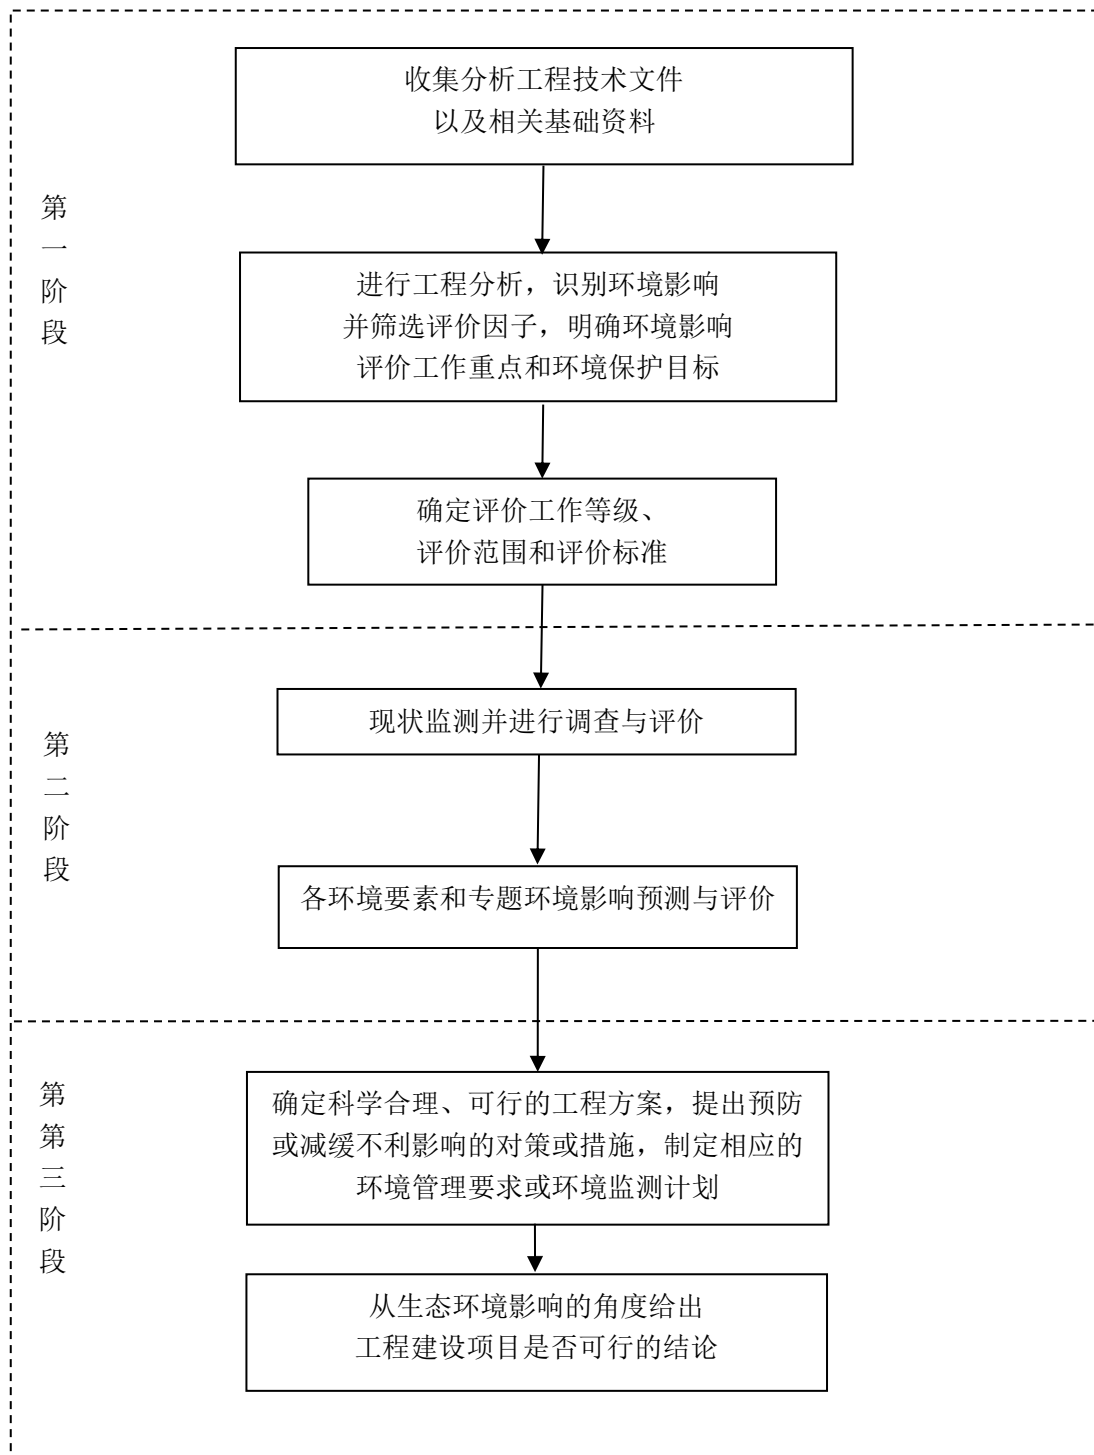 收集分析工程技术文件
以及相关基础资料
第
一
阶
段
进行工程分析，识别环境影响
并筛选评价因子，明确环境影响
评价工作重点和环境保护目标
确定评价工作等级、
评价范围和评价标准
第
二
阶
段
现状监测并进行调查与评价
各环境要素和专题环境影响预测与评价
第
第
三
阶
段
确定科学合理、可行的工程方案，提出预防
或减缓不利影响的对策或措施，制定相应的
环境管理要求或环境监测计划
从生态环境影响的角度给出
工程建设项目是否可行的结论